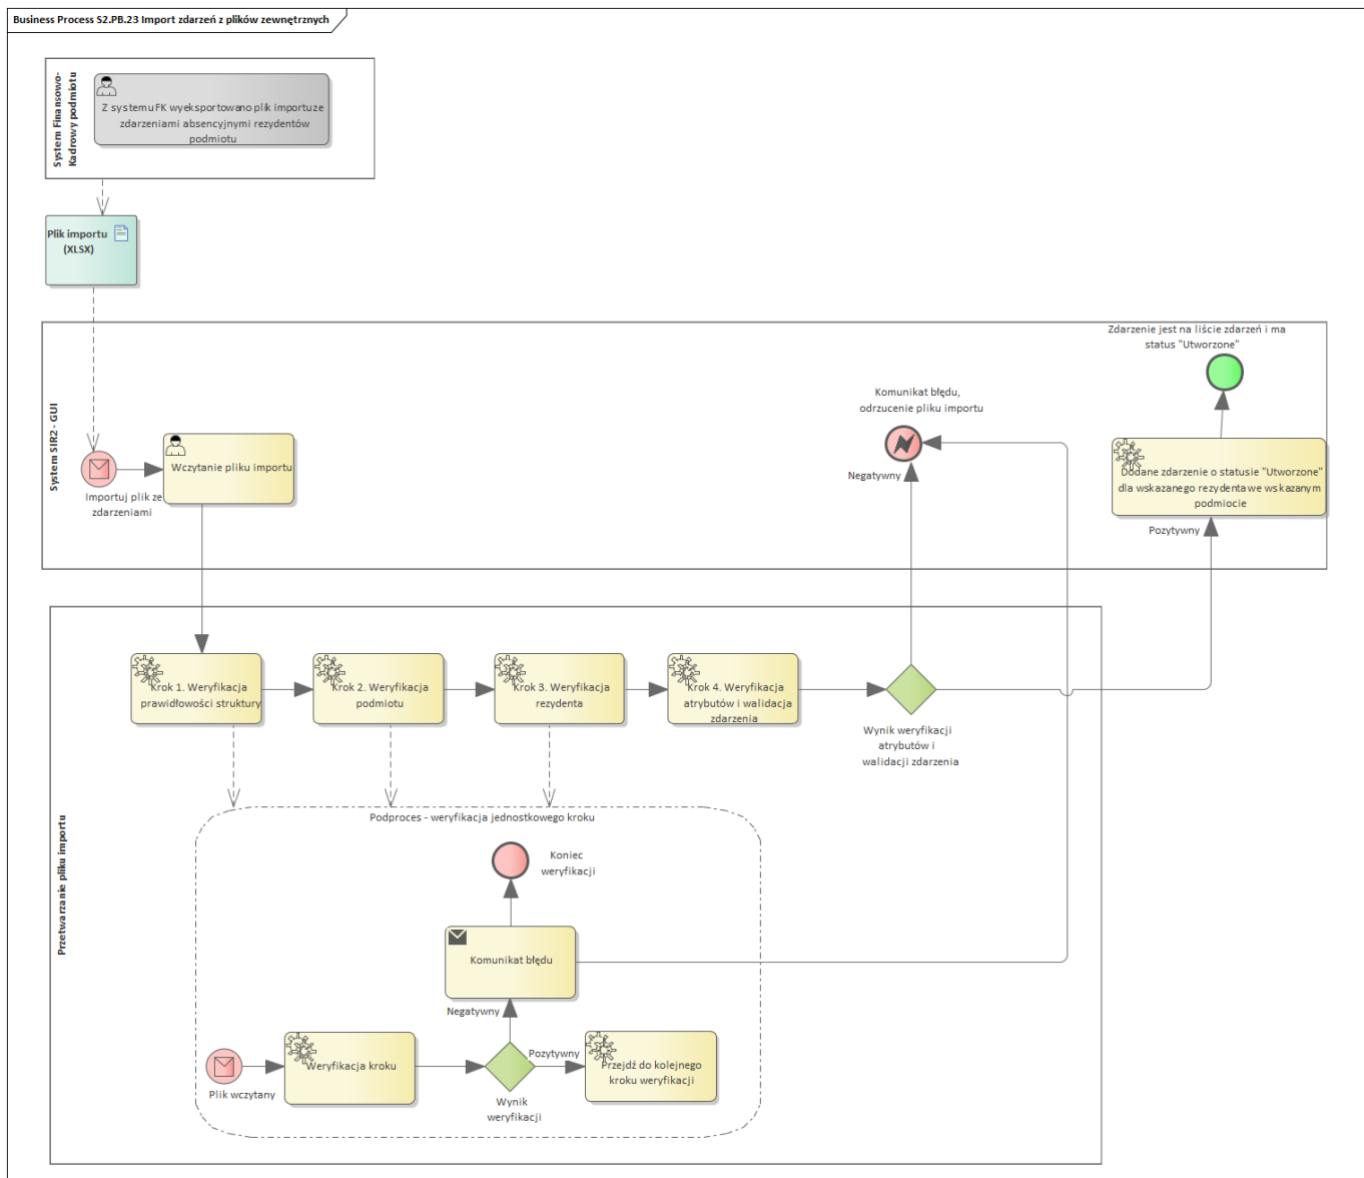 Business Process S2.PB.23 Import zdarzeń z plików zewnętrznych
System Finansowo-
Kadrowy podmiotu
Z systemu FK wyeksportowano plik importu ze
zdarzeniami absencyjnymi rezydentów
podmiotu
Plik importu
(XLSX)
System SIR2 - GUI
Importuj plik ze
zdarzeniami
Wczytanie pliku importu
Komunikat błędu,
odrzucenie pliku importu
Negatywny
Zdarzenie jest na liście zdarzeń i ma
status "Utworzone"
Dodane zdarzenie o statusie "Utworzone"
dla wskazanego rezydenta we wskazanym
podmiocie
Pozytywny
Przetwarzanie pliku importu
Krok 1. Weryfikacja
prawidłowości struktury
Krok 2. Weryfikacja
podmiotu
Krok 3. Weryfikacja
rezydenta
Krok 4. Weryfikacja
atrybutów i walidacja
zdarzenia
Wynik weryfikacji
atrybutów i
walidacji zdarzenia
Podproces - weryfikacja jednostkowego kroku
Koniec
weryfikacji
Komunikat błędu
Negatywny
Plik wczytany
Weryfikacja kroku
Wynik
weryfikacji
Pozytywny
Przejdź do kolejnego
kroku weryfikacji